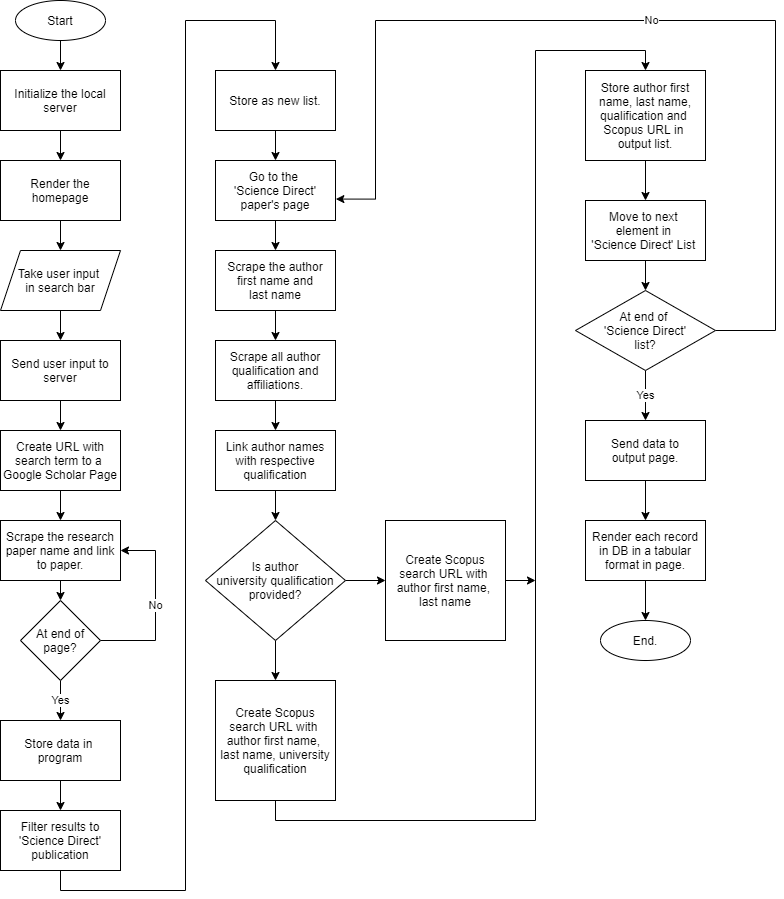 Start
Initialize the local
server
Render the
homepage
Take user input
in search bar
Send user input to
server
Create URL with
search term to a
Google Scholar Page
Scrape the research
paper name and link
to paper.
No
At end of
page?
Yes
Store data in
program
Filter results to
'Science Direct'
publication
Store as new list.
Go to the
'Science Direct'
paper's page
Scrape the author
first name and
last name
Scrape all author
qualification and
affiliations.
Link author names
with respective
qualification
Is author
university qualification
provided?
Create Scopus
search URL with
author first name,
last name
Create Scopus
search URL with
author first name,
last name, university
qualification
No
Store author first
name, last name,
qualification and
Scopus URL in
output list.
Move to next
element in
'Science Direct' List
At end of
'Science Direct'
list?
Yes
Send data to
output page.
Render each record
in DB in a tabular
format in page.
End.